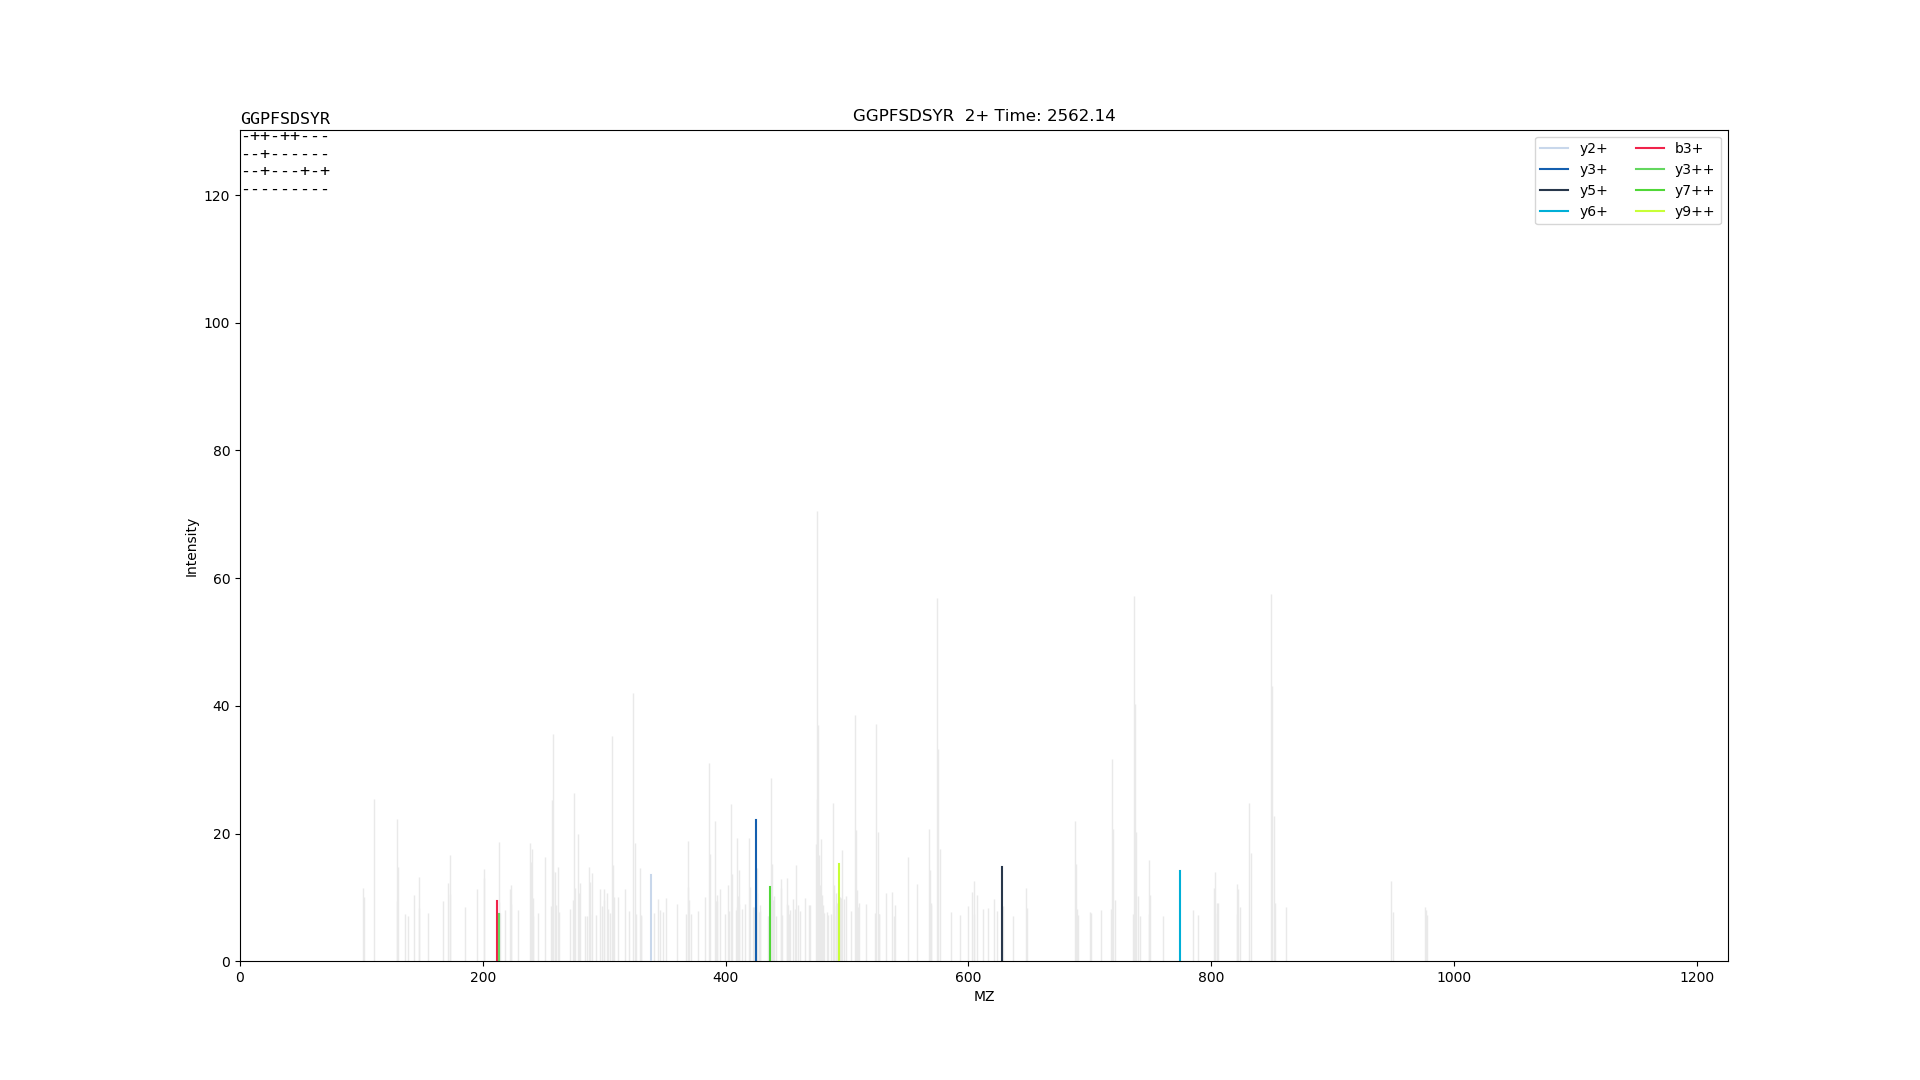 GGPFSDSYR  2+ Time: 2562.14
GGPFSDSYR
-++-++---
--+------
--+---+-+
---------
y2+
y3+
y5+
y6+
b3+
y3++
y7++
y9++
120
100
80
60
40
20
0
Intensity
0 200 400 600 800 1000 1200
MZ